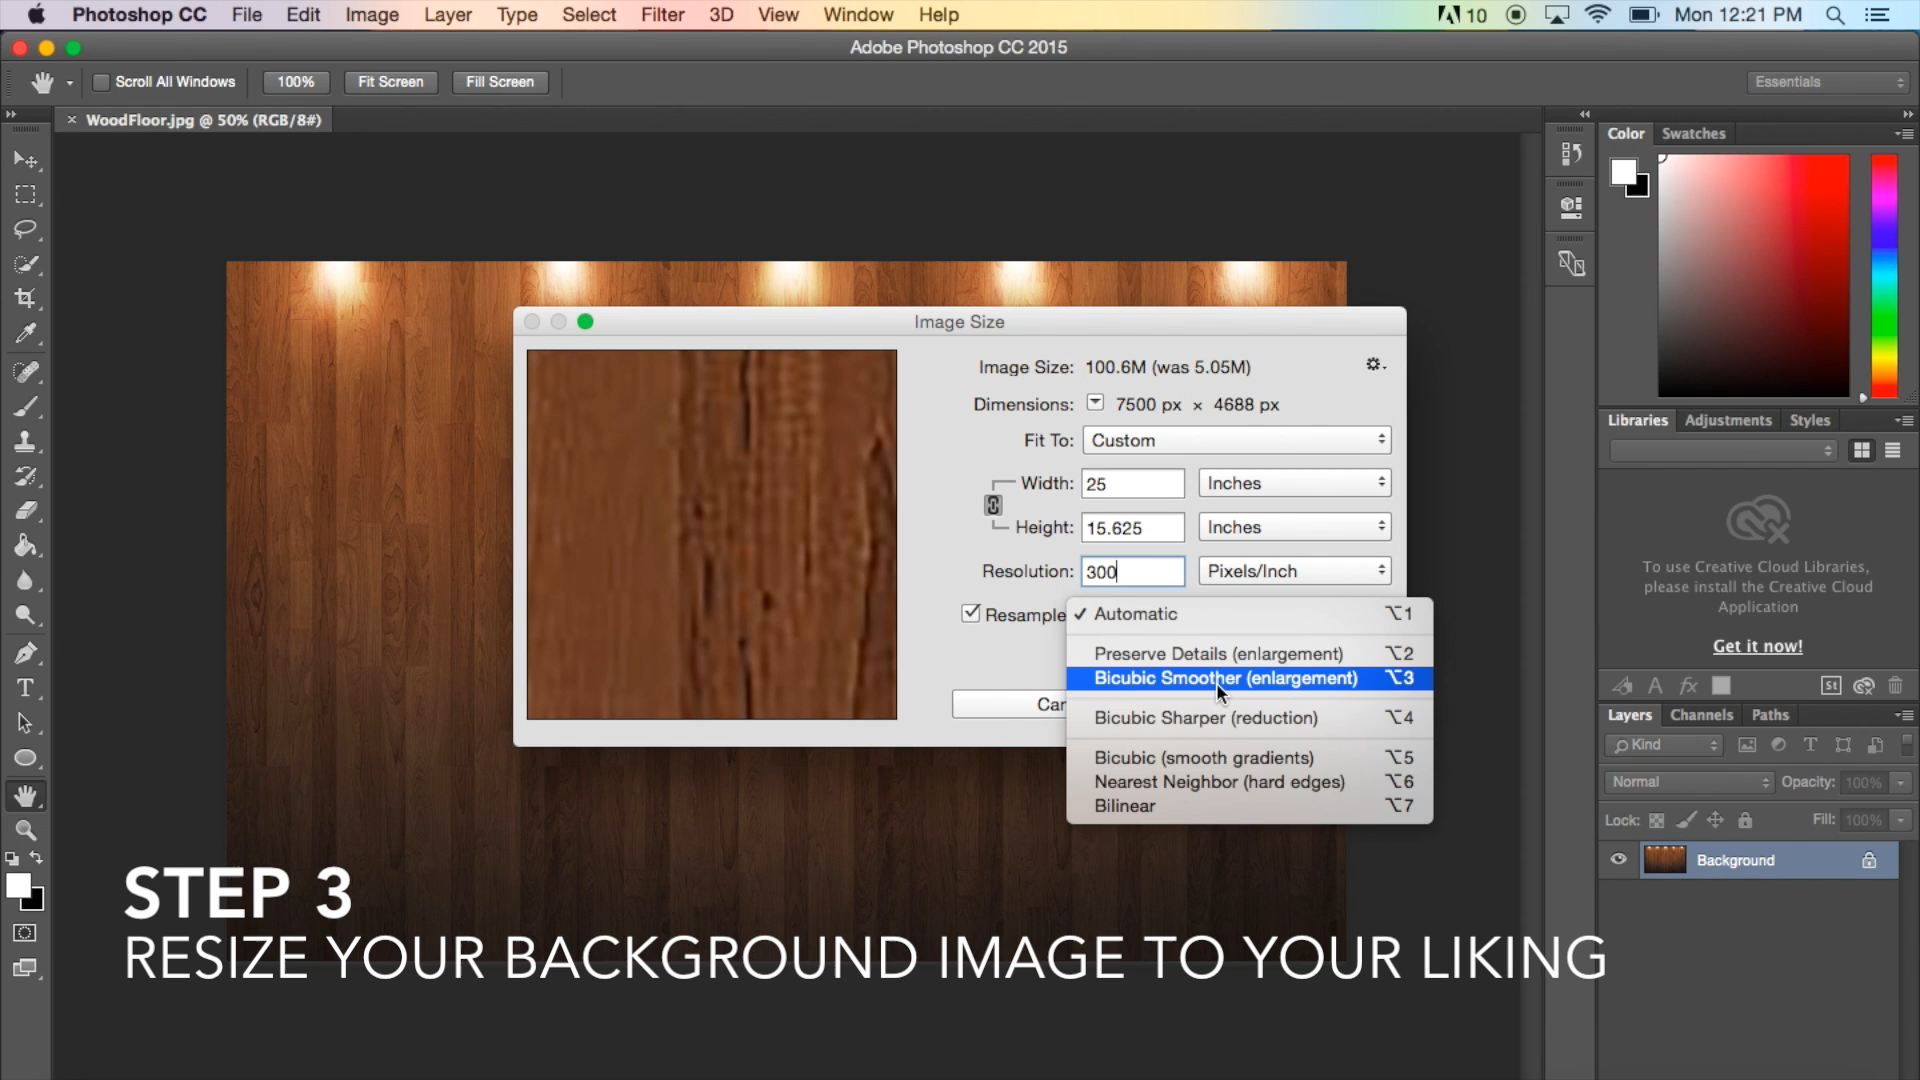 Photoshop CC File Edit Image Layer Type Select Filter 3D View Window Help 10 Mon 12:21 PM
Adobe Photoshop CC 2015
Scroll All Windows 100% Fit Screen Fill Screen Essentials
× WoodFloor.jpg @ 50% (RGB/8#)
Color Swatches
Image Size
Image Size: 100.6M (was 5.05M)
Dimensions: 7500 px × 4688 px
Fit To: Custom
Width: 25 Inches
Height: 15.625 Inches
Resolution: 300 Pixels/Inch
Resample
✓ Automatic ⌥1
Preserve Details (enlargement) ⌥2
Bicubic Smoother (enlargement) ⌥3
Bicubic Sharper (reduction) ⌥4
Bicubic (smooth gradients) ⌥5
Nearest Neighbor (hard edges) ⌥6
Bilinear ⌥7
Libraries Adjustments Styles
To use Creative Cloud Libraries,
please install the Creative Cloud
Application
Get it now!
A fx St
Layers Channels Paths
Kind T
Normal Opacity: 100%
Lock: Fill: 100%
Background
T
STEP 3
RESIZE YOUR BACKGROUND IMAGE TO YOUR LIKING